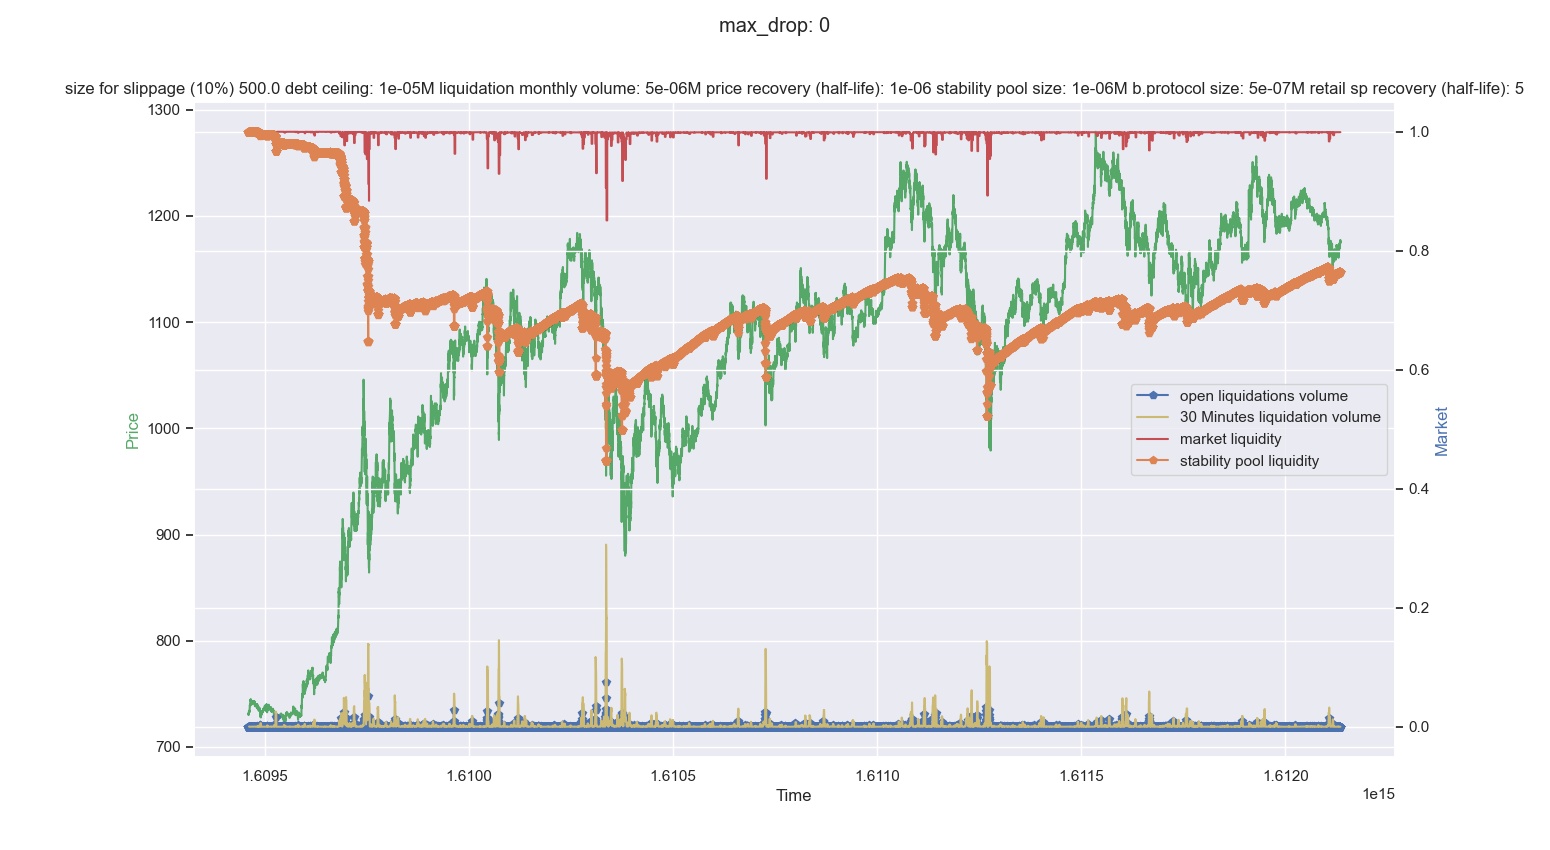 max_drop: 0
size for slippage (10%) 500.0 debt ceiling: 1e-05M liquidation monthly volume: 5e-06M price recovery (half-life): 1e-06 stability pool size: 1e-06M b.protocol size: 5e-07M retail sp recovery (half-life): 5
1300
1200
1100
1000
900
800
700
Price
1.0
0.8
0.6
0.4
0.2
0.0
Market
open liquidations volume
30 Minutes liquidation volume
market liquidity
stability pool liquidity
1.6095 1.6100 1.6105 1.6110 1.6115 1.6120
Time
1e15